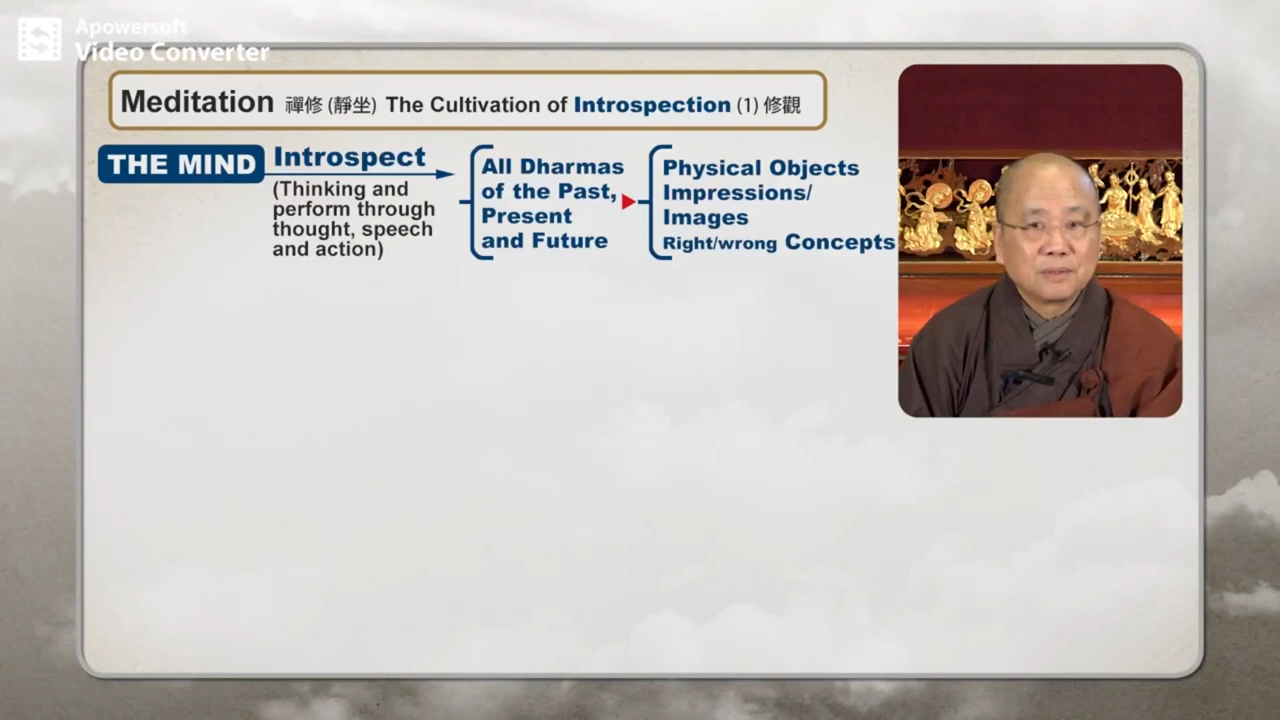 Apowersoft
Video Converter
Meditation 禪修 (靜坐) The Cultivation of Introspection (1) 修觀
THE MIND
Introspect
(Thinking and
perform through
thought, speech
and action)
All Dharmas
of the Past,
Present
and Future
Physical Objects
Impressions/
Images
Right/wrong Concepts